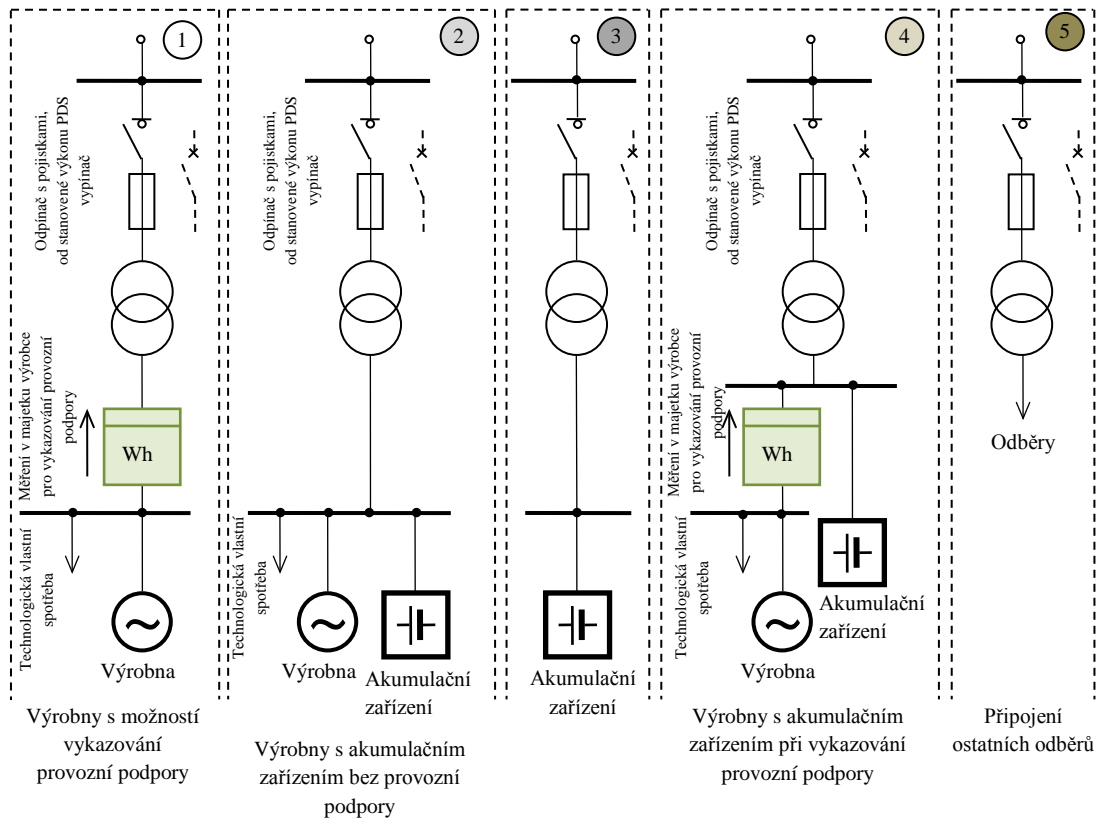 1
Odpínač s pojistkami,
od stanovené výkonu PDS
vypínač
Měření v majetku výrobce
pro vykazování provozní
podpory
Wh
Technologická vlastní
spotřeba
Výrobna
Výrobny s možností
vykazování
provozní podpory
2
Odpínač s pojistkami,
od stanovené výkonu PDS
vypínač
Technologická vlastní
spotřeba
Výrobna
Akumulační
zařízení
Výrobny s akumulačním
zařízením bez provozní
podpory
3
Akumulační
zařízení
4
Odpínač s pojistkami,
od stanovené výkonu PDS
vypínač
Měření v majetku výrobce
pro vykazování provozní
podpory
Wh
Technologická vlastní
spotřeba
Výrobna
Akumulační
zařízení
Výrobny s akumulačním
zařízením při vykazování
provozní podpory
5
Odběry
Připojení
ostatních odběrů